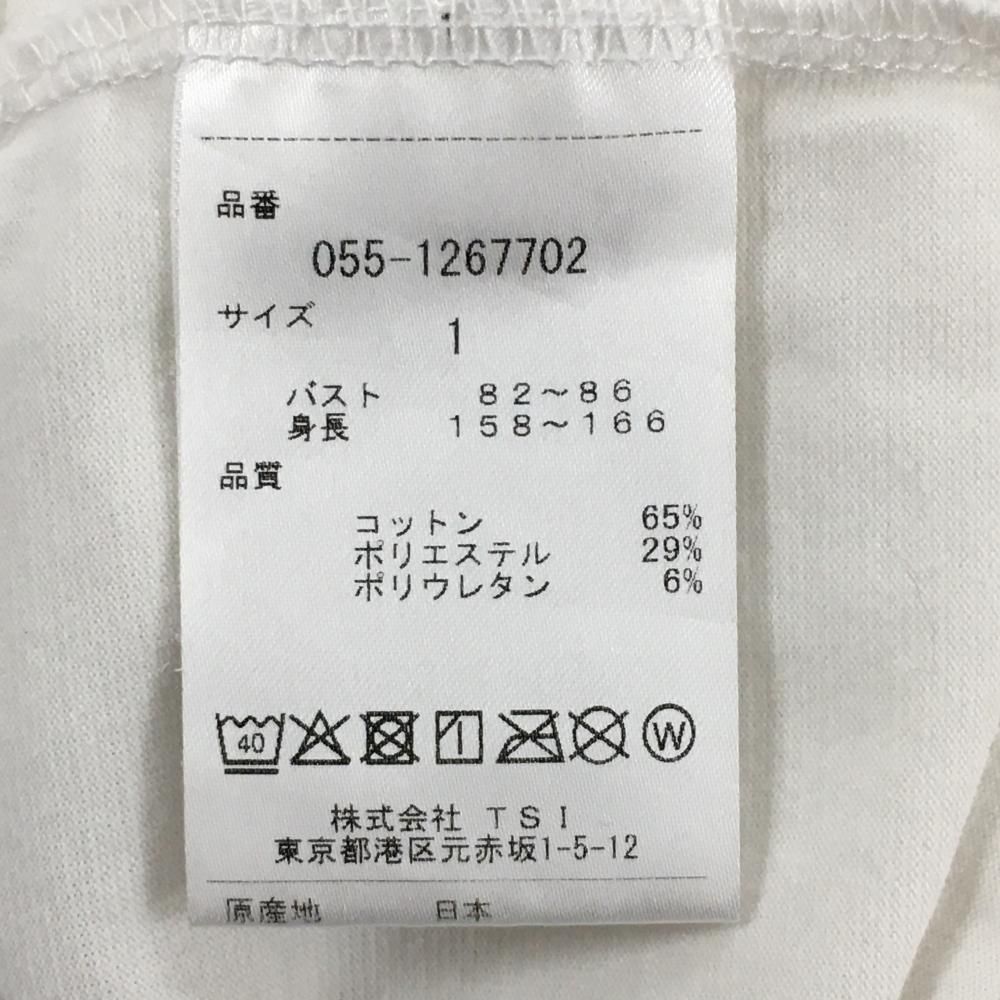 品番
055-1267702
サイズ
1
バスト 82～86
身長 158～166
品質
コットン 65%
ポリエステル 29%
ポリウレタン 6%
40 W
株式会社 TSI
東京都港区元赤坂1-5-12
原産地 日本